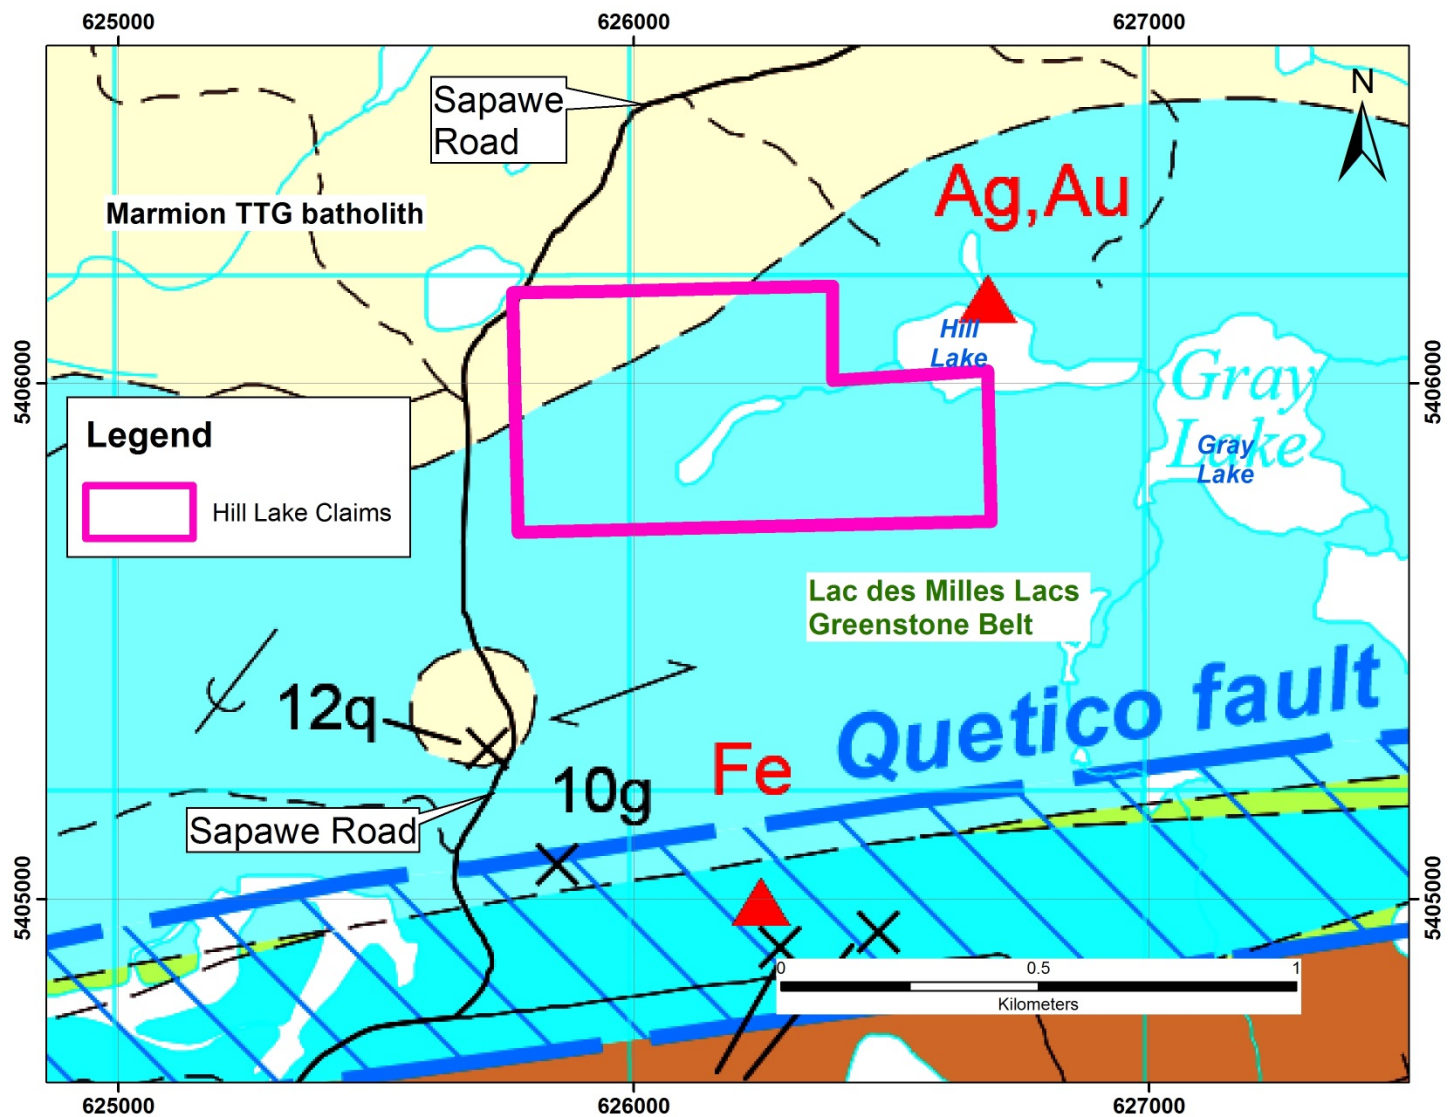 625000
626000
627000
Sapawe
Road
N
Ag,Au
Marmion TTG batholith
Hill
Lake
5406000
5406000
Gray
Lake
Gray
Lake
Legend
Hill Lake Claims
Lac des Milles Lacs
Greenstone Belt
12q
Quetico fault
Fe
10g
Sapawe Road
5405000
5405000
0
0.5
1
Kilometers
625000
626000
627000